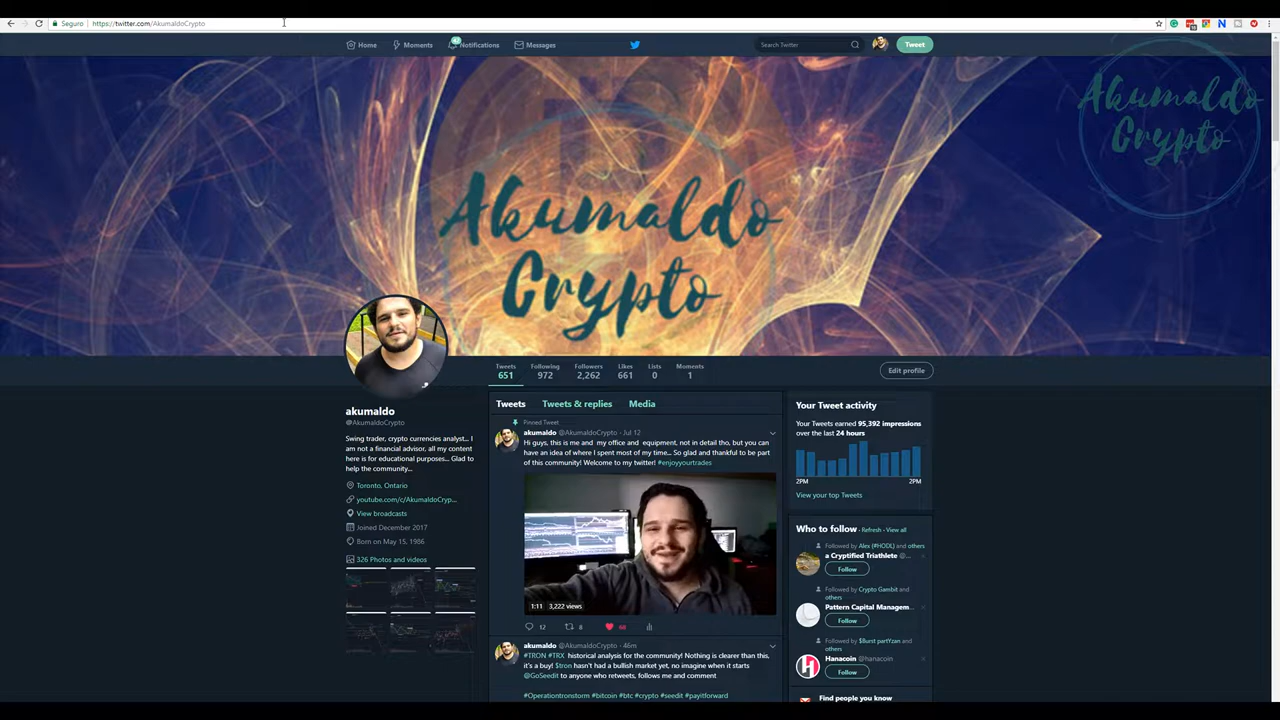 Seguro
https://twitter.com/AkumaldoCrypto
Home
Moments
42
Notifications
Messages
Search Twitter
Tweet
Akumaldo
Crypto
Akumaldo
Crypto
Tweets
651
Following
972
Followers
2,262
Likes
661
Lists
0
Moments
1
Edit profile
akumaldo
@AkumaldoCrypto
Swing trader, crypto currencies analyst... I
am not a financial advisor, all my content
here is for educational purposes... Glad to
help the community...
Toronto, Ontario
youtube.com/c/AkumaldoCryp...
View broadcasts
Joined December 2017
Born on May 15, 1986
326 Photos and videos
Tweets
Tweets & replies
Media
Pinned Tweet
akumaldo @AkumaldoCrypto · Jul 12
Hi guys, this is me and my office and equipment, not in detail tho, but you can
have an idea of where I spent most of my time... So glad and thankful to be part
of this community! Welcome to my twitter! #enjoyyourtrades
1:11
3,222 views
12
8
68
akumaldo @AkumaldoCrypto · 46m
#TRON #TRX historical analysis for the community! Nothing is clearer than this,
it's a buy! $tron hasn't had a bullish market yet, no imagine when it starts
@GoSeedit to anyone who retweets, follows me and comment
#Operationtronstorm #bitcoin #btc #crypto #seedit #payitforward
Your Tweet activity
Your Tweets earned 95,392 impressions
over the last 24 hours
2PM
2PM
View your top Tweets
Who to follow · Refresh · View all
Followed by Ales (#HODL) and others
a Cryptified Triathlete @...
Follow
Followed by Crypto Gambit and
others
Pattern Capital Managem...
Follow
Followed by $Burst partYzan and
others
Hanacoin @hanacoin
Follow
Find people you know